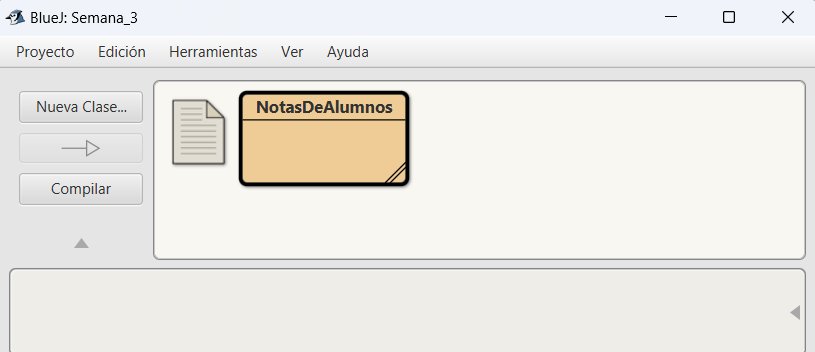 BlueJ: Semana_3
Proyecto Edición Herramientas Ver Ayuda
Nueva Clase...
NotasDeAlumnos
Compilar